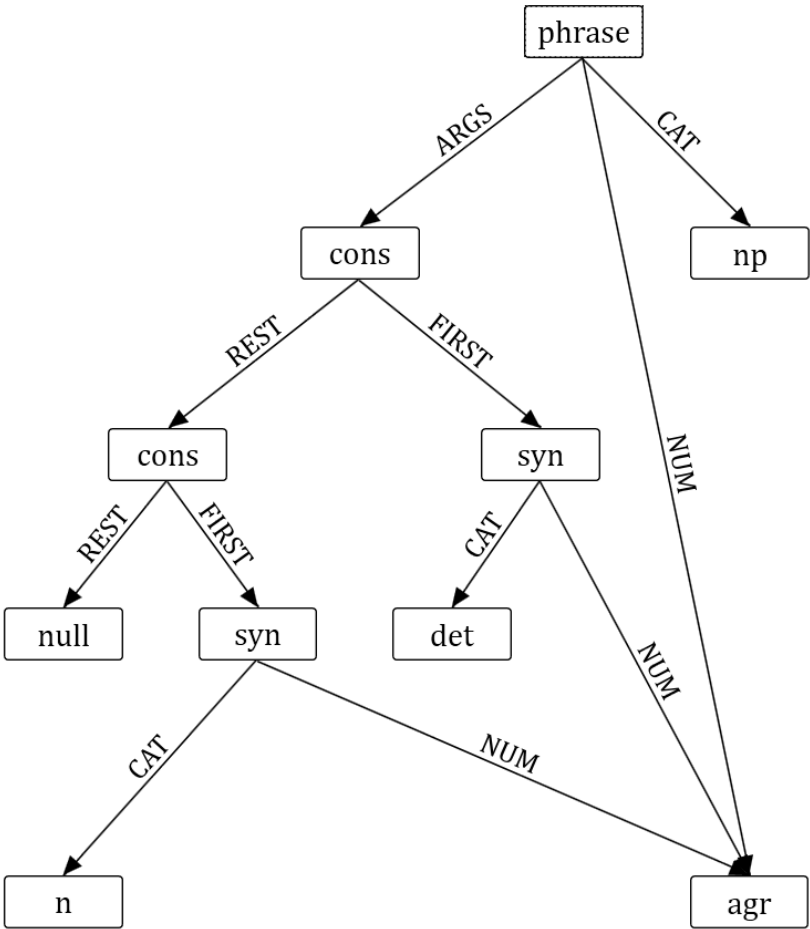 phrase
ARGS
CAT
cons
np
REST
FIRST
NUM
cons
syn
REST
FIRST
CAT
NUM
null
syn
det
CAT
NUM
n
agr